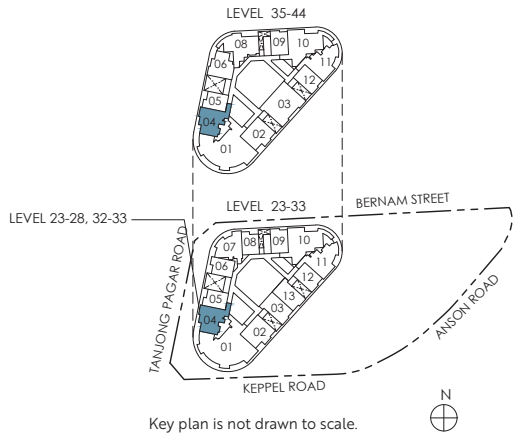 LEVEL 35-44
08
09
10
06
11
12
05
03
04
02
01
LEVEL 23-33
BERNAM STREET
LEVEL 23-28, 32-33
TANJONG PAGAR ROAD
07
08
09
10
06
11
12
05
13
03
04
02
01
ANSON ROAD
KEPPEL ROAD
N
Key plan is not drawn to scale.